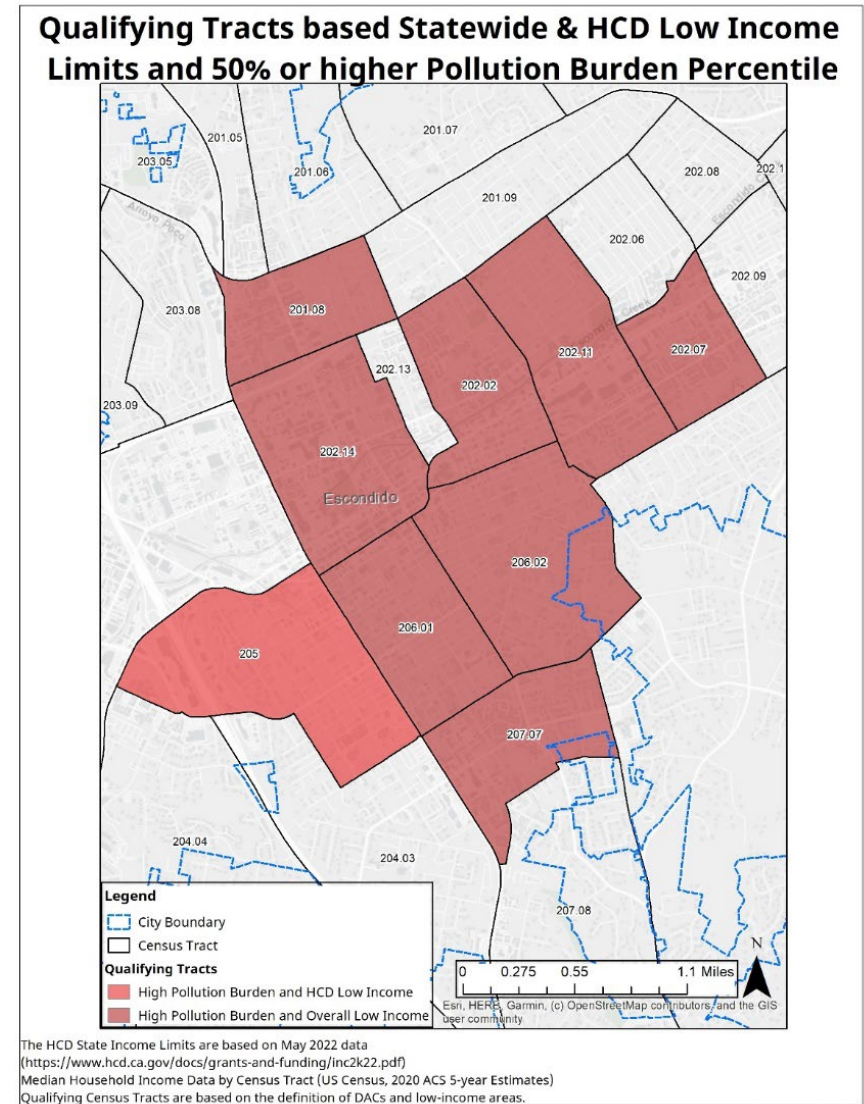 Qualifying Tracts based Statewide & HCD Low Income
Limits and 50% or higher Pollution Burden Percentile
201.05
201.07
203.05
201.06
202.08
202.1
Arroyo
201.09
Escondido
202.06
202.09
203.08
201.08
202.07
202.11
202.13
202.02
203.09
202.14
Escondido
206.02
206.01
205
207.07
204.04
204.03
207.08
Legend
City Boundary
Census Tract
Qualifying Tracts
High Pollution Burden and HCD Low Income
High Pollution Burden and Overall Low Income
N
0 0.275 0.55 1.1 Miles
Esri, HERE, Garmin, (c) OpenStreetMap contributors, and the GIS
user community
The HCD State Income Limits are based on May 2022 data
(https://www.hcd.ca.gov/docs/grants-and-funding/inc2k22.pdf)
Median Household Income Data by Census Tract (US Census, 2020 ACS 5-year Estimates)
Qualifying Census Tracts are based on the definition of DACs and low-income areas.